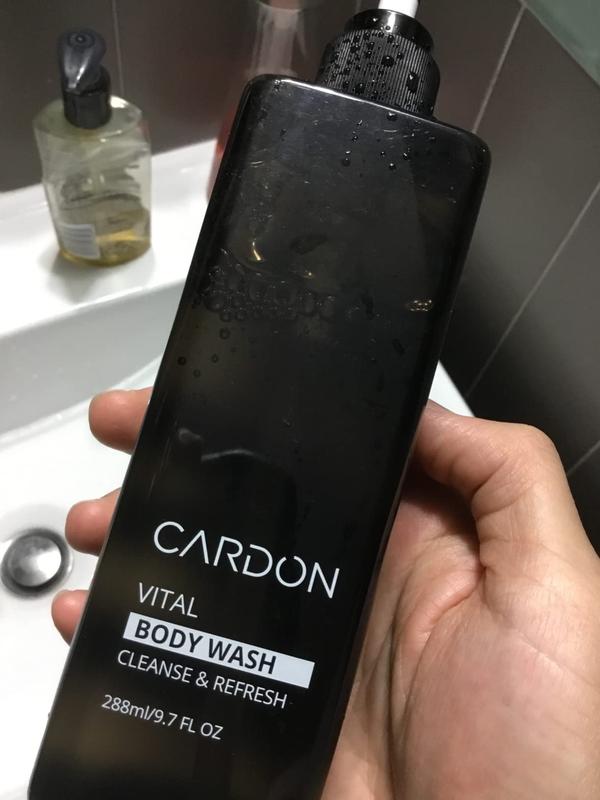 CARDON
VITAL
BODY WASH
CLEANSE & REFRESH
288ml/9.7 FL OZ